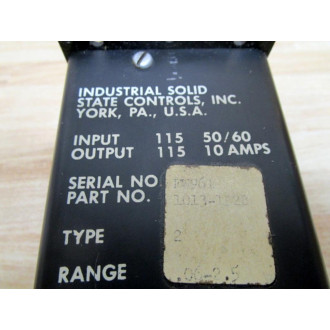 INDUSTRIAL SOLID
STATE CONTROLS, INC.
YORK, PA., U.S.A.
INPUT 115 50/60
OUTPUT 115 10 AMPS
SERIAL NO
PART NO.
TYPE 2
RANGE